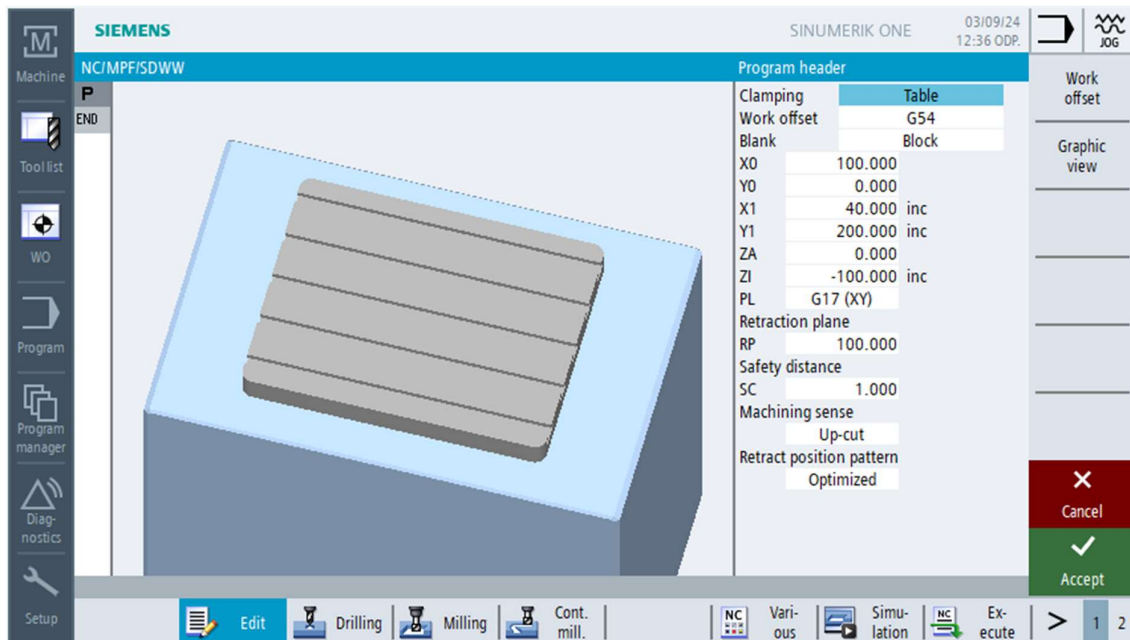 SIEMENS
SINUMERIK ONE
03/09/24
12:36 ODP.
JOG
M
Machine
Tool list
WO
Program
Program
manager
Diag-
nostics
Setup
NC/MPF/SDWW
P
END
Program header
Clamping Table
Work offset G54
Blank Block
X0 100.000
Y0 0.000
X1 40.000 inc
Y1 200.000 inc
ZA 0.000
ZI -100.000 inc
PL G17 (XY)
Retraction plane
RP 100.000
Safety distance
SC 1.000
Machining sense
Up-cut
Retract position pattern
Optimized
Work
offset
Graphic
view
Cancel
Accept
Edit
Drilling
Milling
Cont.
mill.
NC
Vari-
ous
Simu-
lation
NC
Ex-
ecute
> 1 2